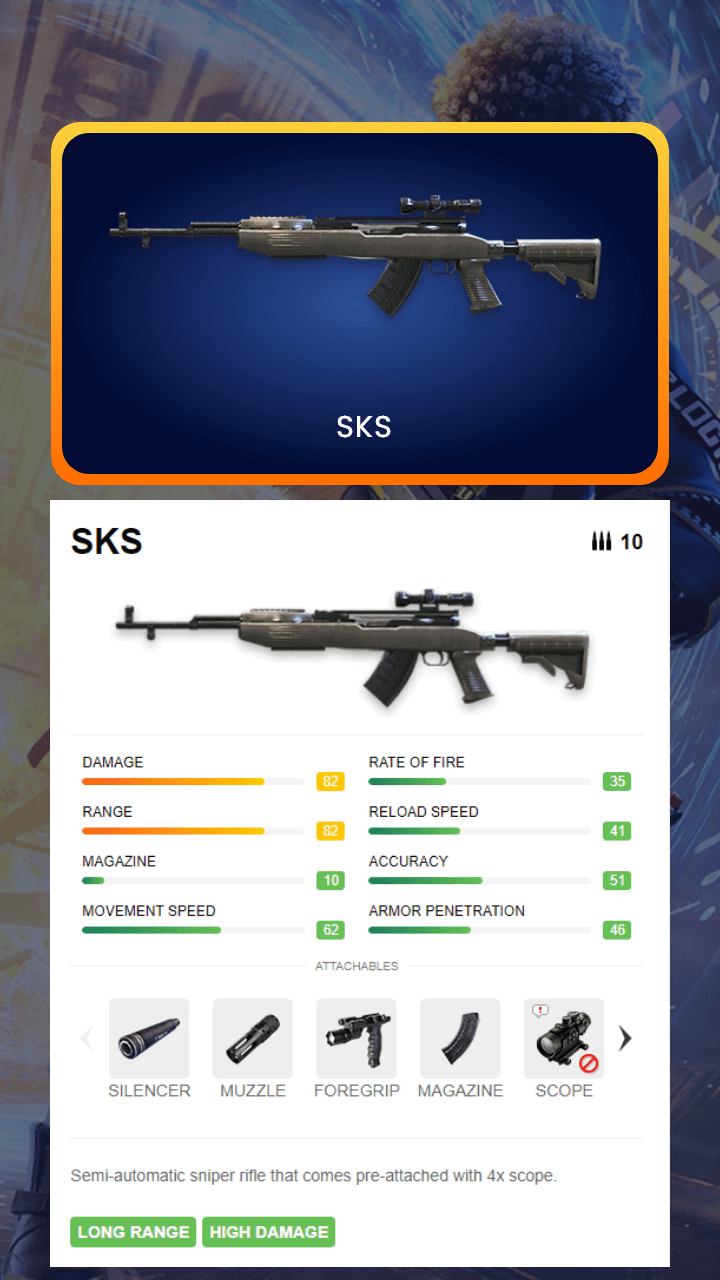 SKS
SKS
10
DAMAGE
82
RATE OF FIRE
35
RANGE
82
RELOAD SPEED
41
MAGAZINE
10
ACCURACY
51
MOVEMENT SPEED
62
ARMOR PENETRATION
46
ATTACHABLES
SILENCER
MUZZLE
FOREGRIP
MAGAZINE
SCOPE
Semi-automatic sniper rifle that comes pre-attached with 4x scope.
LONG RANGE
HIGH DAMAGE